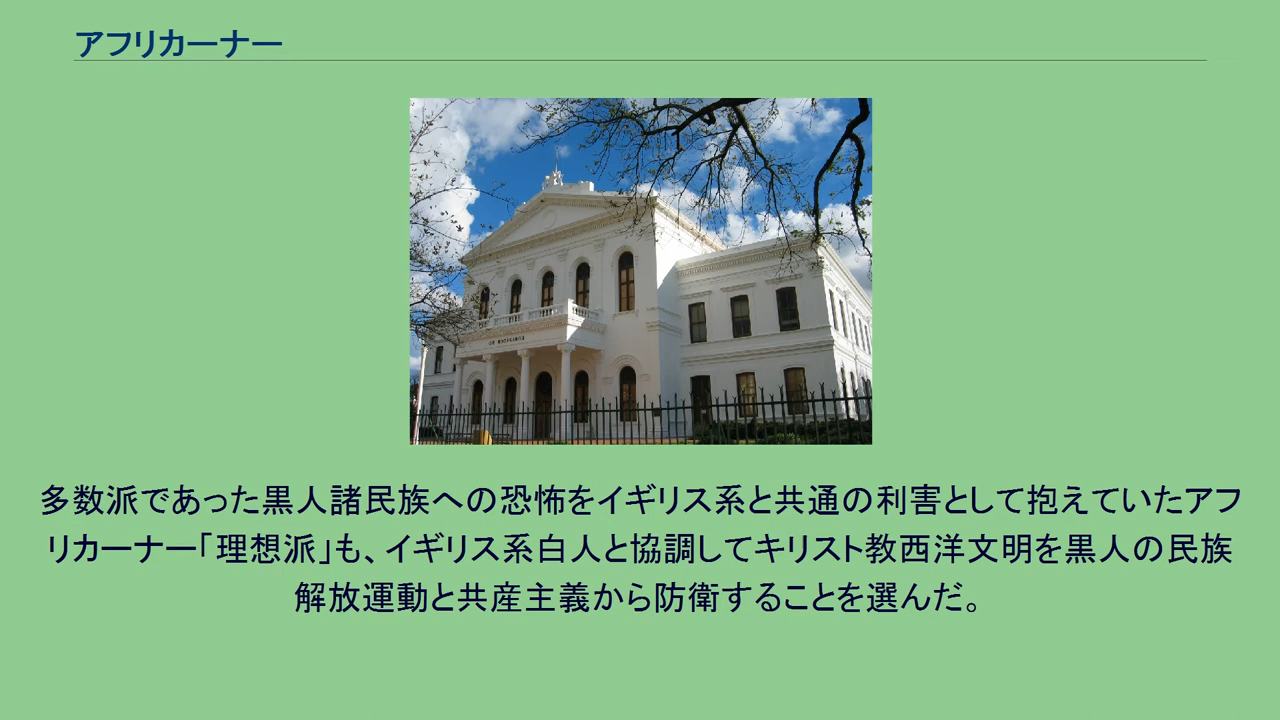 アフリカーナー
多数派であった黒人諸民族への恐怖をイギリス系と共通の利害として抱えていたアフ
リカーナー「理想派」も、イギリス系白人と協調してキリスト教西洋文明を黒人の民族
解放運動と共産主義から防衛することを選んだ。